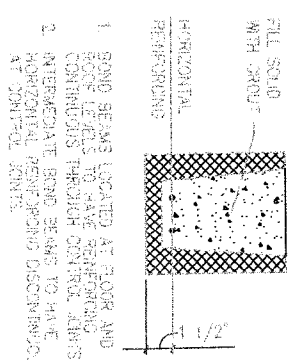 FILL SOLID
WITH GROUT
HORIZONTAL
REINFORCING
1 1/2"
1. BOND BEAMS LOCATED AT FLOOR AND
ROOF LEVELS TO HAVE REINFORCING
CONTINUOUS THROUGH CONTROL JOINTS
2. INTERMEDIATE BOND BEAMS TO HAVE
HORIZONTAL REINFORCING DISCONTINUOUS
AT CONTROL JOINTS